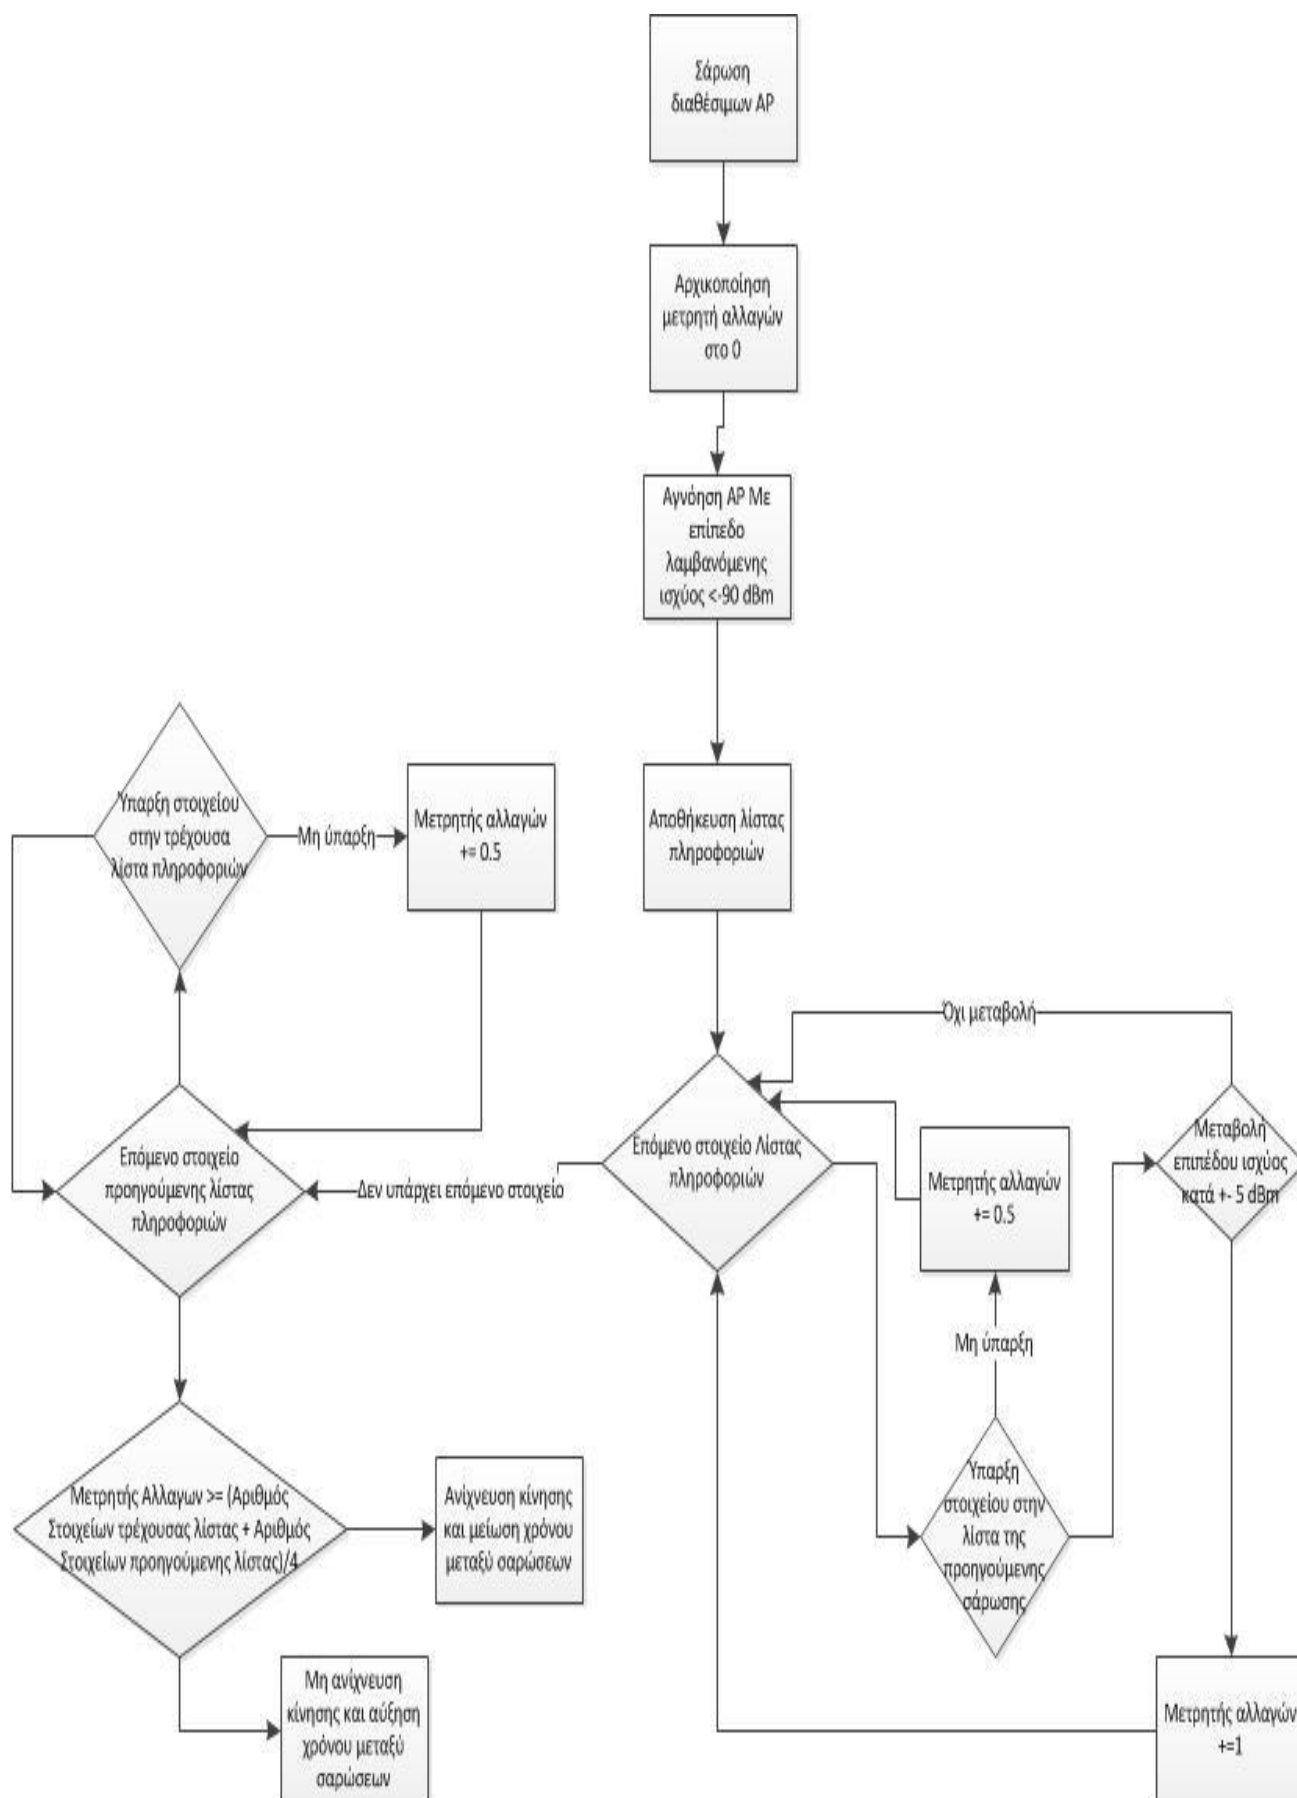 Σάρωση
διαθέσιμων AP
Αρχικοποίηση
μετρητή αλλαγών
στο 0
Αγνόηση AP Με
επίπεδο
λαμβανόμενης
ισχύος <-90 dBm
Αποθήκευση λίστας
πληροφοριών
Ύπαρξη στοιχείου
στην τρέχουσα
λίστα πληροφοριών
Μη ύπαρξη
Μετρητής αλλαγών
+= 0.5
Όχι μεταβολή
Επόμενο στοιχείο
προηγούμενης λίστας
πληροφοριών
Δεν υπάρχει επόμενο στοιχείο
Επόμενο στοιχείο Λίστας
πληροφοριών
Μετρητής αλλαγών
+= 0.5
Μεταβολή
επιπέδου ισχύος
κατά +- 5 dBm
Μη ύπαρξη
Ύπαρξη
στοιχείου στην
λίστα της
προηγούμενης
σάρωσης
Μετρητής Αλλαγων >= (Αριθμός
Στοιχείων τρέχουσας λίστας + Αριθμός
Στοιχείων προηγούμενης λίστας)/4
Ανίχνευση κίνησης
και μείωση χρόνου
μεταξύ σαρώσεων
Μη ανίχνευση
κίνησης και αύξηση
χρόνου μεταξύ
σαρώσεων
Μετρητής αλλαγών
+=1